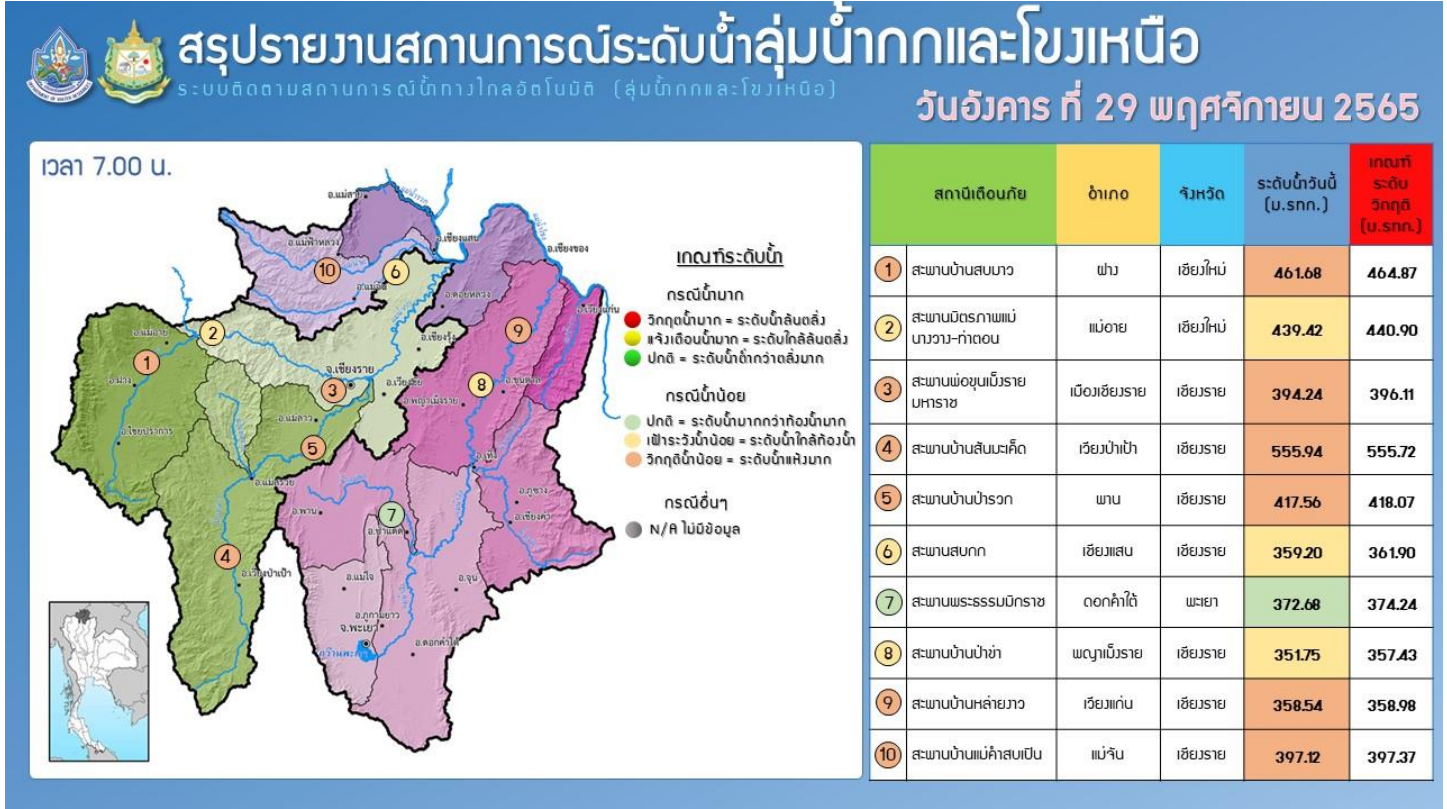 สรุปรายงานสถานการณ์ระดับน้ำลุ่มน้ำกกและโขงเหนือ
ระบบติดตามสถานการณ์น้ำทางไกลอัตโนมัติ (ลุ่มน้ำกกและโขงเหนือ)
วันอังคาร ที่ 29 พฤศจิกายน 2565
เวลา 7.00 น.
อ.แม่สาย
อ.แม่ฟ้าหลวง
อ.เชียงแสน
อ.เชียงของ
10
6
อ.ดอยหลวง
อ.เวียงแก่น
อ.แม่อาย
2
9
อ.เชียงรุ้ง
1
อ.ฝาง
จ.เชียงราย
3
8
อ.ขุนตาล
อ.พญาเม็งราย
อ.แม่ลาว
อ.ไชยปราการ
5
อ.เทิง
อ.แม่สรวย
อ.พาน
7
อ.ป่าแดด
อ.ภูซาง
อ.เชียงคำ
4
อ.เวียงป่าเป้า
อ.แม่ใจ
อ.จุน
อ.ภูกามยาว
จ.พะเยา
อ.ดอกคำใต้
เกณฑ์ระดับน้ำ
กรณีน้ำมาก
วิกฤตน้ำมาก = ระดับน้ำล้นตลิ่ง
แจ้งเตือนน้ำมาก = ระดับใกล้ล้นตลิ่ง
ปกติ = ระดับน้ำต่ำกว่าตลิ่งมาก
กรณีน้ำน้อย
ปกติ = ระดับน้ำมากกว่าท้องน้ำมาก
เฝ้าระวังน้ำน้อย = ระดับน้ำใกล้ท้องน้ำ
วิกฤตน้ำน้อย = ระดับน้ำแห้งมาก
กรณีอื่นๆ
N/A ไม่มีข้อมูล
สถานีเตือนภัย อำเภอ จังหวัด ระดับน้ำวันนี้ (ม.รทก.) เกณฑ์ระดับวิกฤติ (ม.รทก.)
1 สะพานบ้านสบมาว ฝาง เชียงใหม่ 461.68 464.87
2 สะพานมิตรภาพแม่นางวาง-ท่าตอน แม่อาย เชียงใหม่ 439.42 440.90
3 สะพานพ่อขุนเม็งรายมหาราช เมืองเชียงราย เชียงราย 394.24 396.11
4 สะพานบ้านสันมะเค็ด เวียงป่าเป้า เชียงราย 555.94 555.72
5 สะพานบ้านป่ารวก พาน เชียงราย 417.56 418.07
6 สะพานสบกก เชียงแสน เชียงราย 359.20 361.90
7 สะพานพระธรรมมิกราช ดอกคำใต้ พะเยา 372.68 374.24
8 สะพานบ้านป่าข่า พญาเม็งราย เชียงราย 351.75 357.43
9 สะพานบ้านหล่ายงาว เวียงแก่น เชียงราย 358.54 358.98
10 สะพานบ้านแม่คำสบเปิน แม่จัน เชียงราย 397.12 397.37